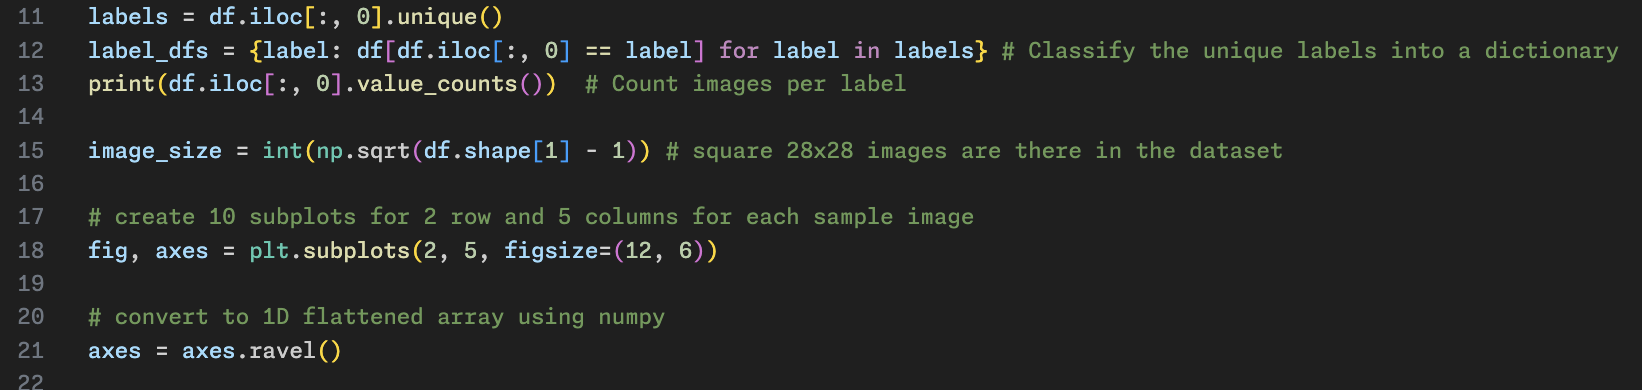 11 labels = df.iloc[:, 0].unique()
12 label_dfs = {label: df[df.iloc[:, 0] == label] for label in labels} # Classify the unique labels into a dictionary
13 print(df.iloc[:, 0].value_counts())  # Count images per label
14
15 image_size = int(np.sqrt(df.shape[1] - 1)) # square 28x28 images are there in the dataset
16
17 # create 10 subplots for 2 row and 5 columns for each sample image
18 fig, axes = plt.subplots(2, 5, figsize=(12, 6))
19
20 # convert to 1D flattened array using numpy
21 axes = axes.ravel()
22